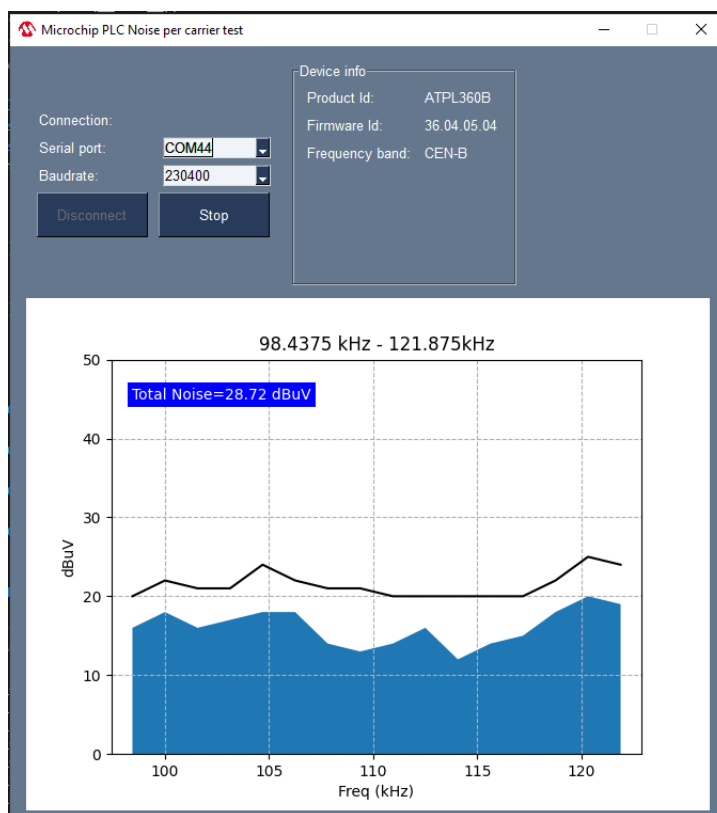 Microchip PLC Noise per carrier test
Device info
Product Id: ATPL360B
Firmware Id: 36.04.05.04
Frequency band: CEN-B
Connection:
Serial port: COM44
Baudrate: 230400
Disconnect Stop
98.4375 kHz - 121.875kHz
Total Noise=28.72 dBuV
50
40
30
20
10
0
dBuV
100 105 110 115 120
Freq (kHz)